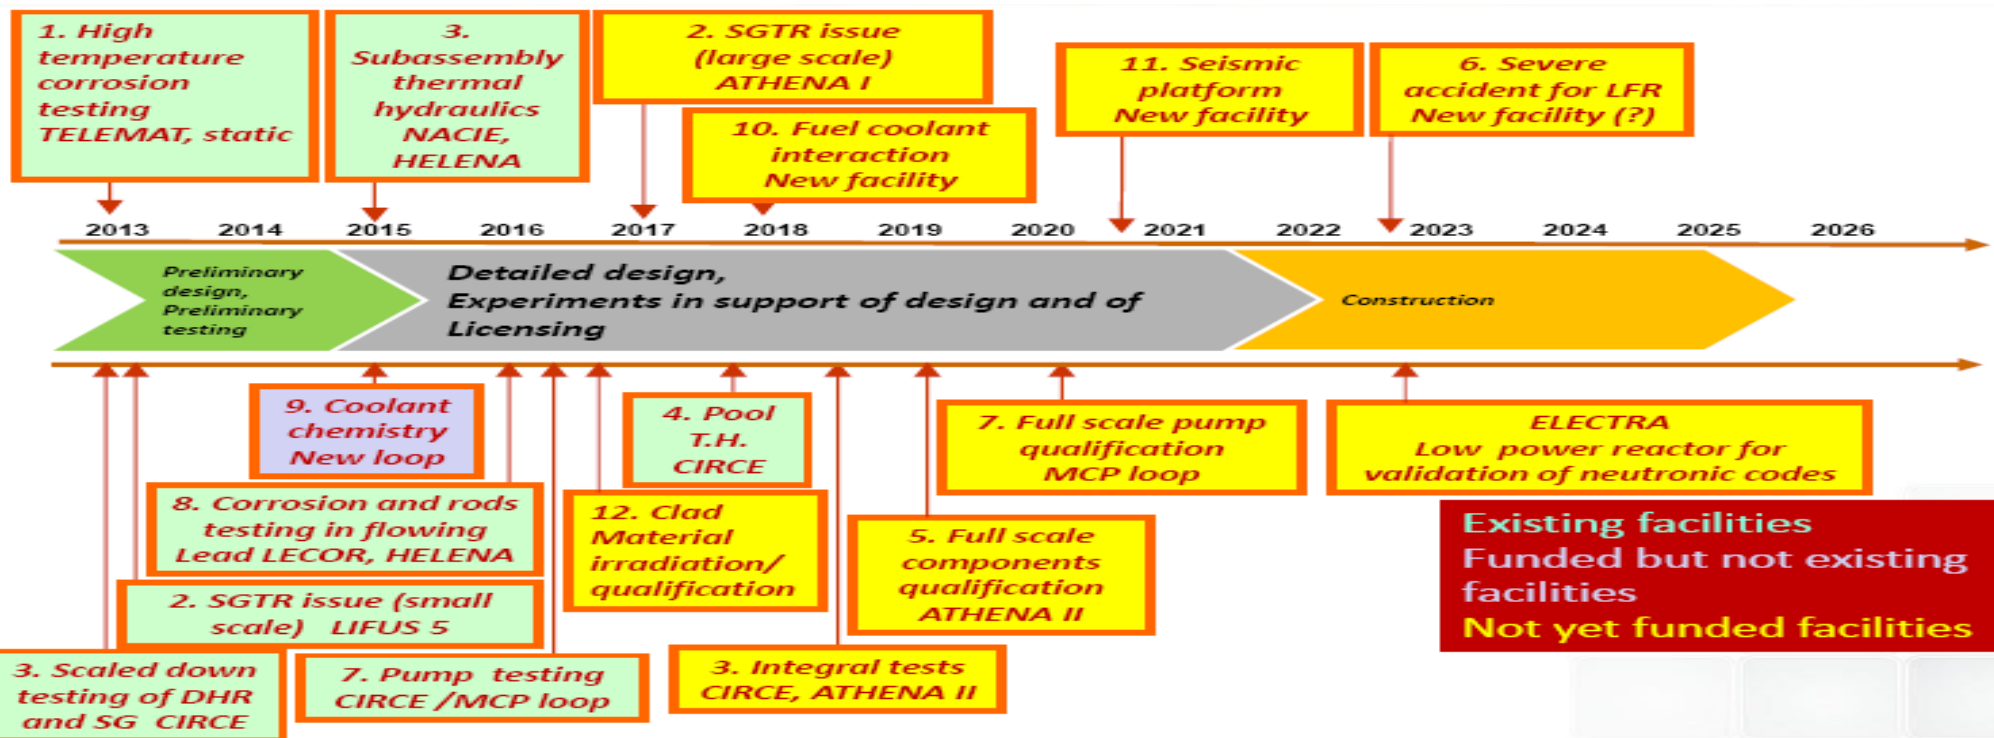 1. High
temperature
corrosion
testing
TELEMAT, static
3.
Subassembly
thermal
hydraulics
NACIE,
HELENA
2. SGTR issue
(large scale)
ATHENA I
10. Fuel coolant
interaction
New facility
11. Seismic
platform
New facility
6. Severe
accident for LFR
New facility (?)
2013 2014 2015 2016 2017 2018 2019 2020 2021 2022 2023 2024 2025 2026
Preliminary
design,
Preliminary
testing
Detailed design,
Experiments in support of design and of
Licensing
Construction
9. Coolant
chemistry
New loop
8. Corrosion and rods
testing in flowing
Lead LECOR, HELENA
2. SGTR issue (small
scale) LIFUS 5
3. Scaled down
testing of DHR
and SG CIRCE
7. Pump testing
CIRCE /MCP loop
12. Clad
Material
irradiation/
qualification
4. Pool
T.H.
CIRCE
3. Integral tests
CIRCE, ATHENA II
5. Full scale
components
qualification
ATHENA II
7. Full scale pump
qualification
MCP loop
ELECTRA
Low power reactor for
validation of neutronic codes
Existing facilities
Funded but not existing
facilities
Not yet funded facilities